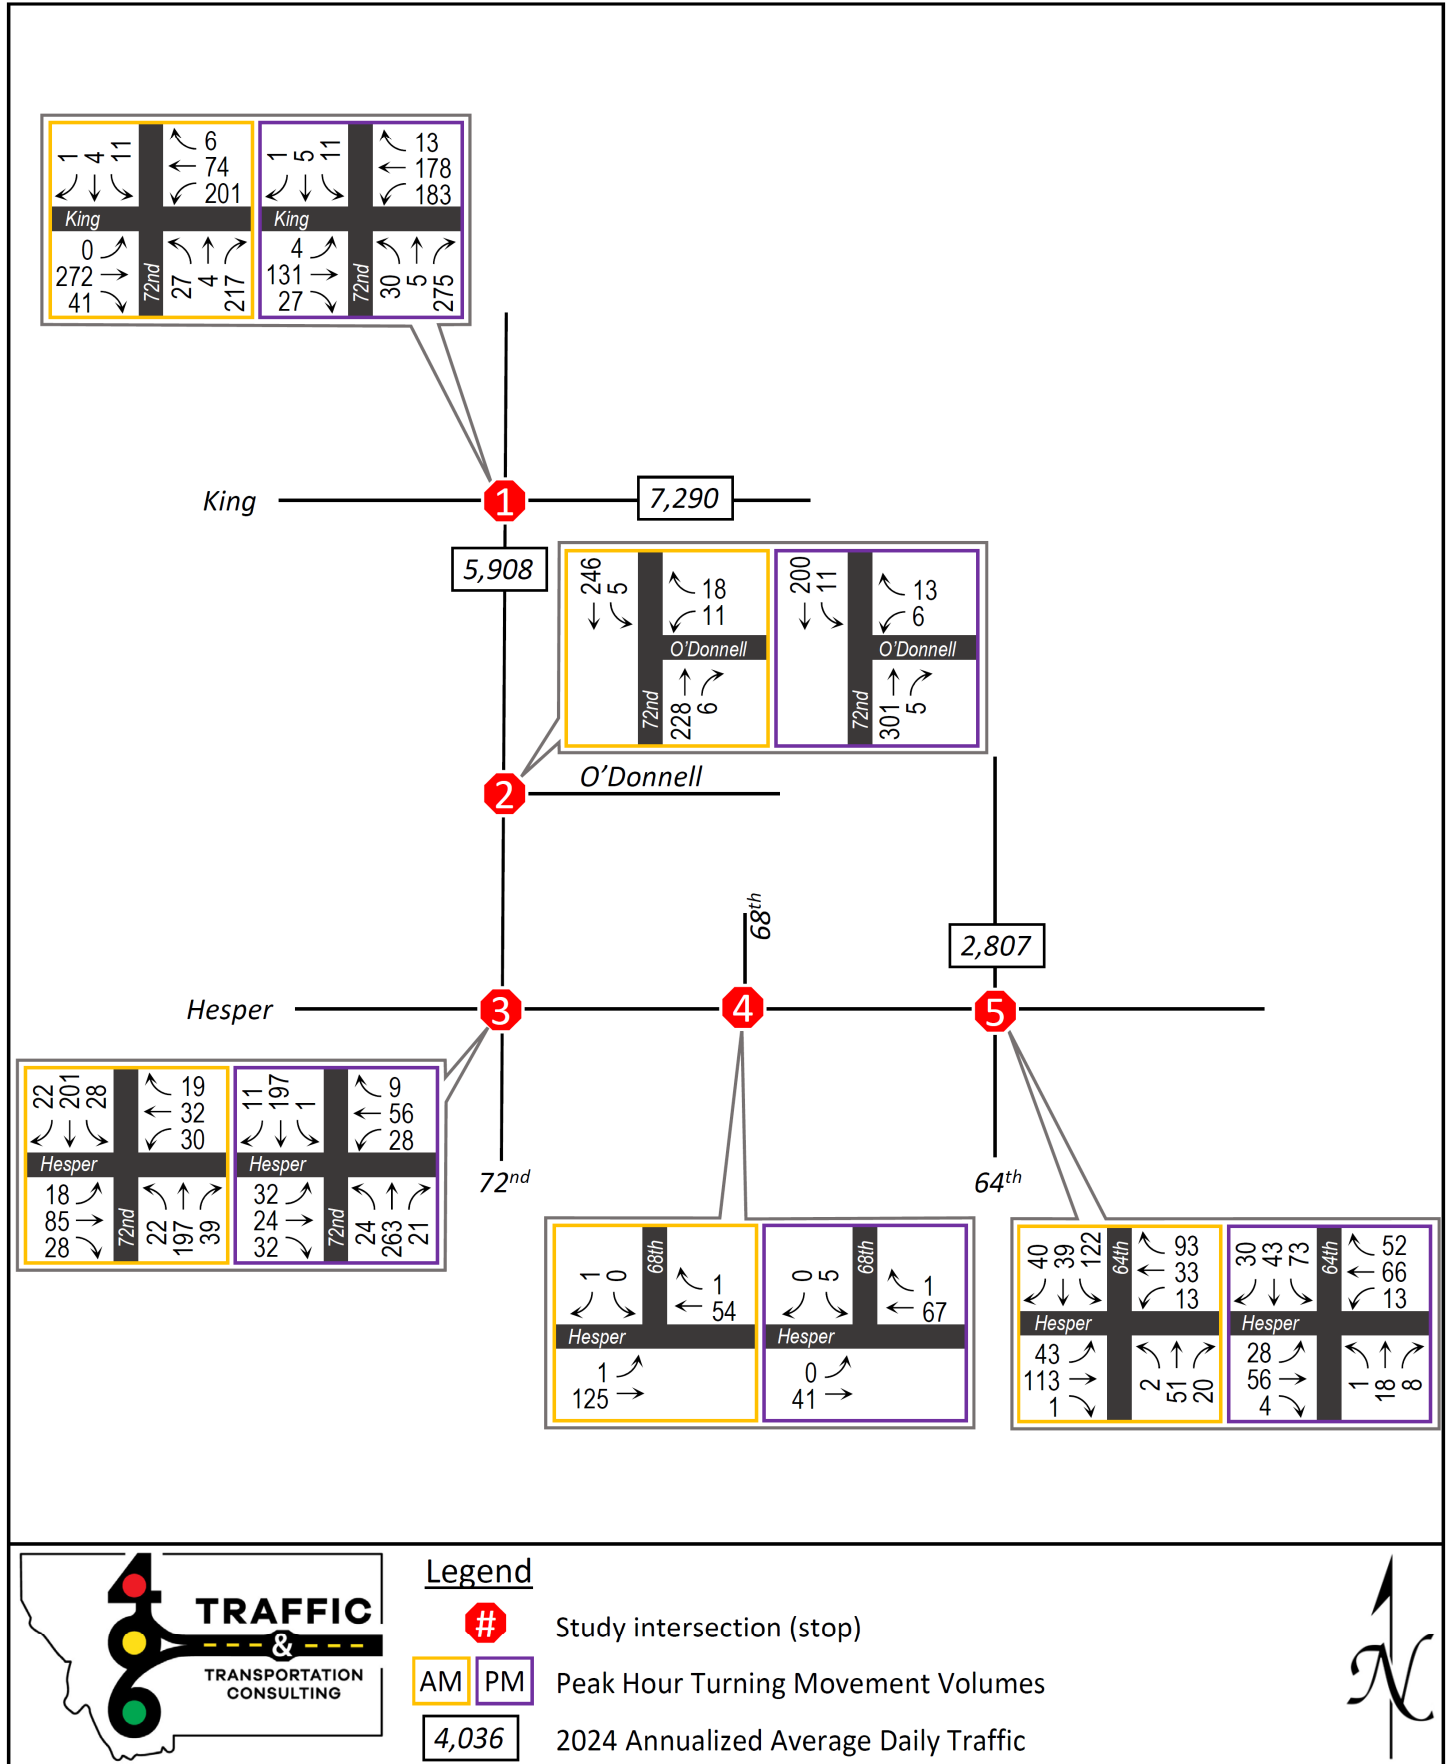 1 4 11
6
74
201
King
0
272
41
72nd
27 4 217
1 5 11
13
178
183
King
4
131
27
72nd
30 5 275
King
1
7,290
5,908
246 5
18
11
O'Donnell
72nd
228 6
200 11
13
6
O'Donnell
72nd
301 5
2
O'Donnell
68th
2,807
Hesper
3
4
5
22 201 28
19
32
30
Hesper
18
85
28
72nd
22 197 39
11 197 1
9
56
28
Hesper
32
24
32
72nd
24 263 21
72nd
64th
1 0
68th
1
54
Hesper
1
125
0 5
68th
1
67
Hesper
0
41
40 39 122
64th
93
33
13
Hesper
43
113
1
2 51 20
30 43 73
64th
52
66
13
Hesper
28
56
4
1 18 8
406
TRAFFIC
&
TRANSPORTATION
CONSULTING
Legend
# Study intersection (stop)
AM PM Peak Hour Turning Movement Volumes
4,036 2024 Annualized Average Daily Traffic
N